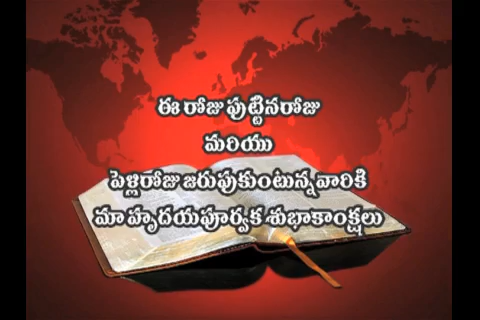 ఈ రోజు పుట్టినరోజు
మరియు
పెళ్లిరోజు జరుపుకుంటున్నవారికి
మా హృదయపూర్వక శుభాకాంక్షలు